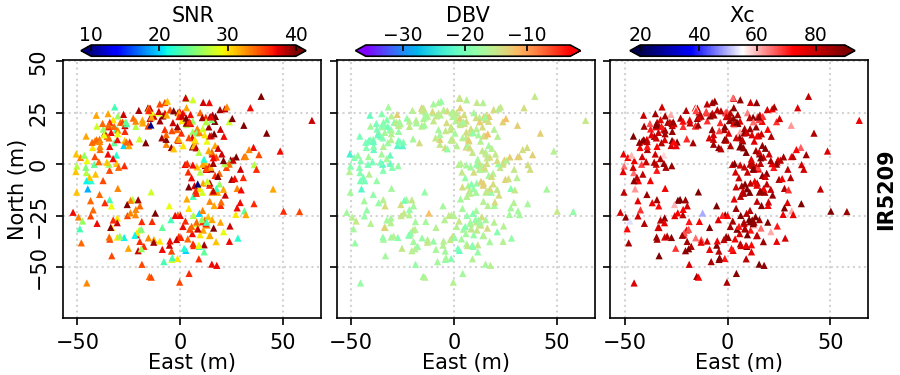 SNR DBV Xc
10 20 30 40 −30 −20 −10 20 40 60 80
50
25
0
−25
−50
North (m)
IR5209
−50 0 50 −50 0 50 −50 0 50
East (m) East (m) East (m)